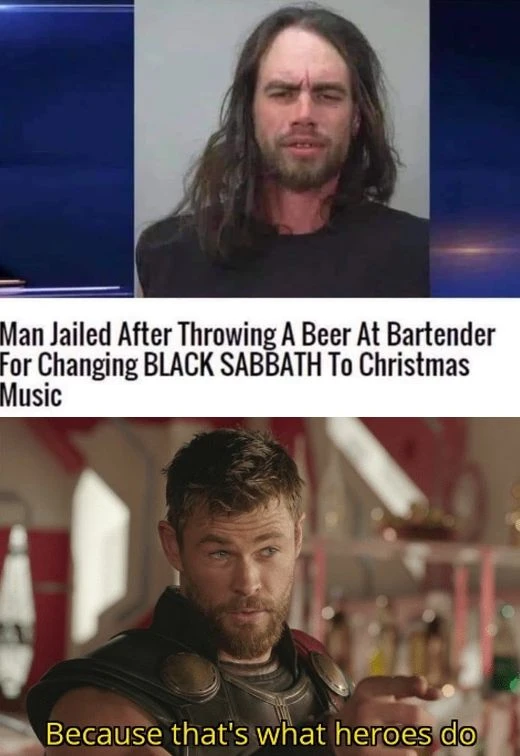 Man Jailed After Throwing A Beer At Bartender
For Changing BLACK SABBATH To Christmas
Music
Because that's what heroes do